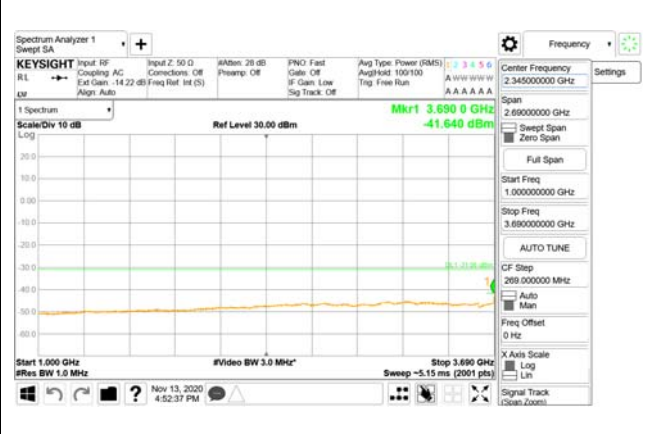 Spectrum Analyzer 1
Swept SA
Frequency
KEYSIGHT
RL
Input: RF
Coupling: AC
Ext Gain: -14.22 dB
Align: Auto
Input Z: 50 Ω
Corrections: Off
Freq Ref: Int (S)
#Atten: 28 dB
Preamp: Off
PNO: Fast
Gate: Off
IF Gain: Low
Sig Track: Off
Avg Type: Power (RMS)
Avg|Hold: 100/100
Trig: Free Run
1 2 3 4 5 6
A W W W W W
A A A A A A
1 Spectrum
Scale/Div 10 dB
Log
Ref Level 30.00 dBm
Mkr1 3.690 0 GHz
-41.640 dBm
20.0
10.0
0.00
-10.0
-20.0
-30.0
-40.0
-50.0
-60.0
1
Start 1.000 GHz
#Res BW 1.0 MHz
#Video BW 3.0 MHz*
Stop 3.690 GHz
Sweep ~5.15 ms (2001 pts)
Center Frequency
2.345000000 GHz
Settings
Span
2.69000000 GHz
Swept Span
Zero Span
Full Span
Start Freq
1.000000000 GHz
Stop Freq
3.690000000 GHz
AUTO TUNE
CF Step
269.000000 MHz
Auto
Man
Freq Offset
0 Hz
X Axis Scale
Log
Lin
Signal Track
(Span Zoom)
Nov 13, 2020
4:52:37 PM